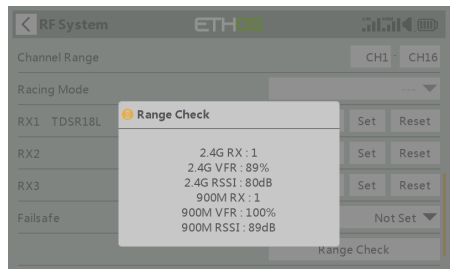 RF System
ETHOS
Channel Range CH1 - CH16
Racing Mode ---
RX1 TDSR18L Set Reset
RX2 Set Reset
RX3 Set Reset
Failsafe Not Set
Range Check
Range Check
2.4G RX : 1
2.4G VFR : 89%
2.4G RSSI : 80dB
900M RX : 1
900M VFR : 100%
900M RSSI : 89dB